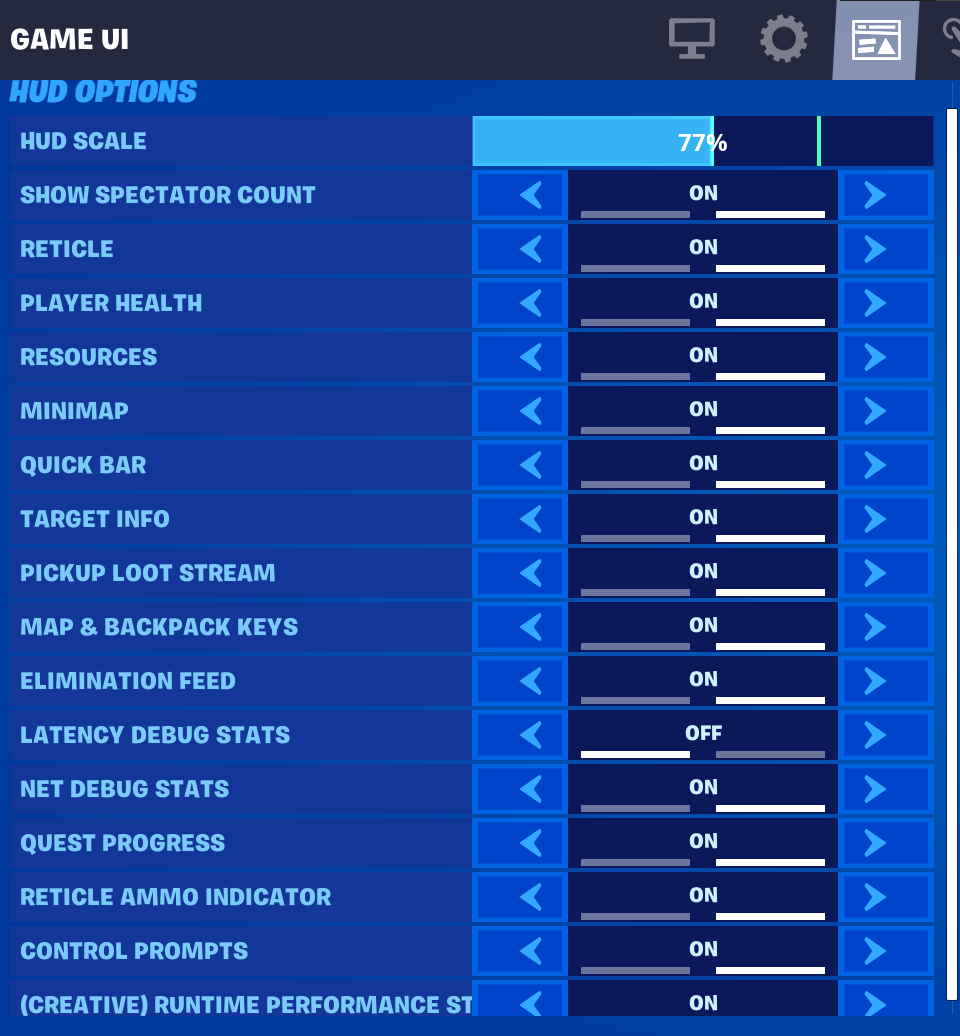 GAME UI
HUD OPTIONS
HUD SCALE 77%
SHOW SPECTATOR COUNT ON
RETICLE ON
PLAYER HEALTH ON
RESOURCES ON
MINIMAP ON
QUICK BAR ON
TARGET INFO ON
PICKUP LOOT STREAM ON
MAP & BACKPACK KEYS ON
ELIMINATION FEED ON
LATENCY DEBUG STATS OFF
NET DEBUG STATS ON
QUEST PROGRESS ON
RETICLE AMMO INDICATOR ON
CONTROL PROMPTS ON
(CREATIVE) RUNTIME PERFORMANCE ST ON